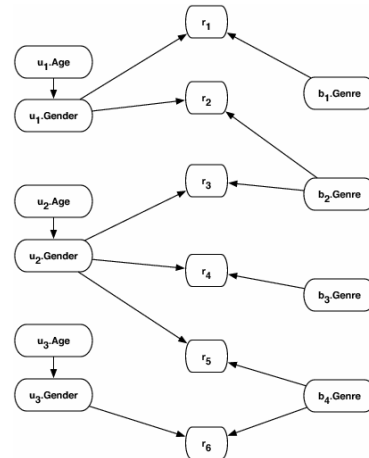 r1
u1.Age
b1.Genre
r2
u1.Gender
r3
u2.Age
b2.Genre
u2.Gender
r4
b3.Genre
u3.Age
r5
u3.Gender
b4.Genre
r6